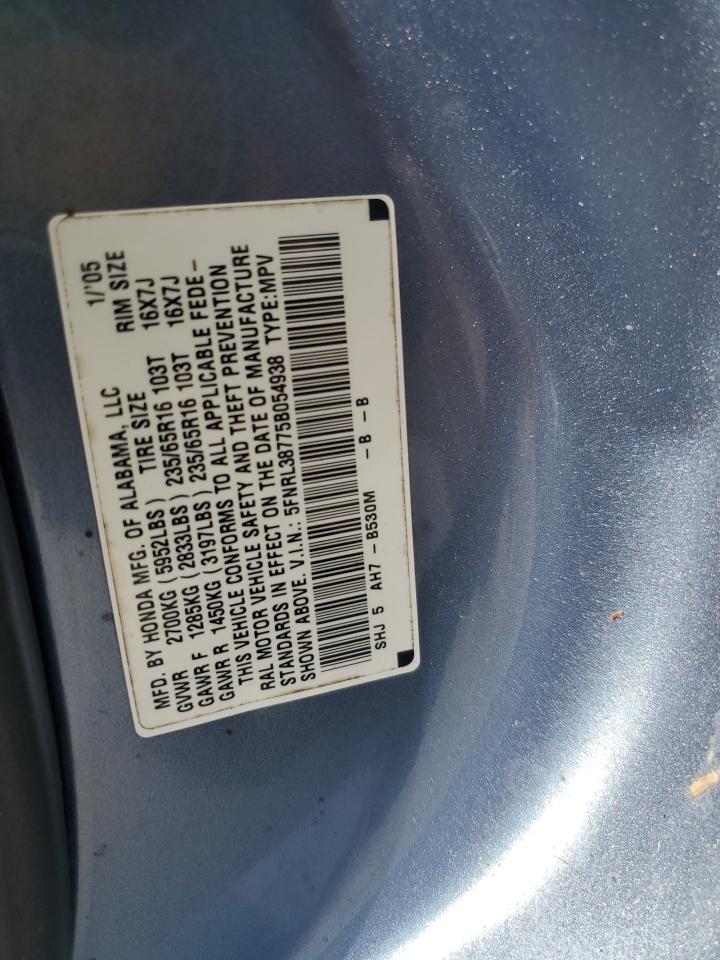 MFD. BY HONDA MFG. OF ALABAMA, LLC 1/'05
GVWR 2700KG (5952LBS) TIRE SIZE RIM SIZE
GAWR F 1285KG (2833LBS) 235/65R16 103T 16X7J
GAWR R 1450KG (3197LBS) 235/65R16 103T 16X7J
THIS VEHICLE CONFORMS TO ALL APPLICABLE FEDE-
RAL MOTOR VEHICLE SAFETY AND THEFT PREVENTION
STANDARDS IN EFFECT ON THE DATE OF MANUFACTURE
SHOWN ABOVE. V.I.N.: 5FNRL38775B054938 TYPE:MPV
SHJ 5 AH7 - B530M - B - B